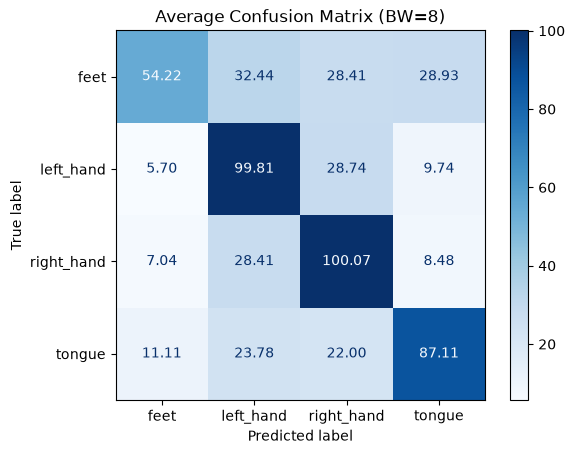 Average Confusion Matrix (BW=8)
True label
feet 54.22 32.44 28.41 28.93
left_hand 5.70 99.81 28.74 9.74
right_hand 7.04 28.41 100.07 8.48
tongue 11.11 23.78 22.00 87.11
feet left_hand right_hand tongue
Predicted label
100
80
60
40
20